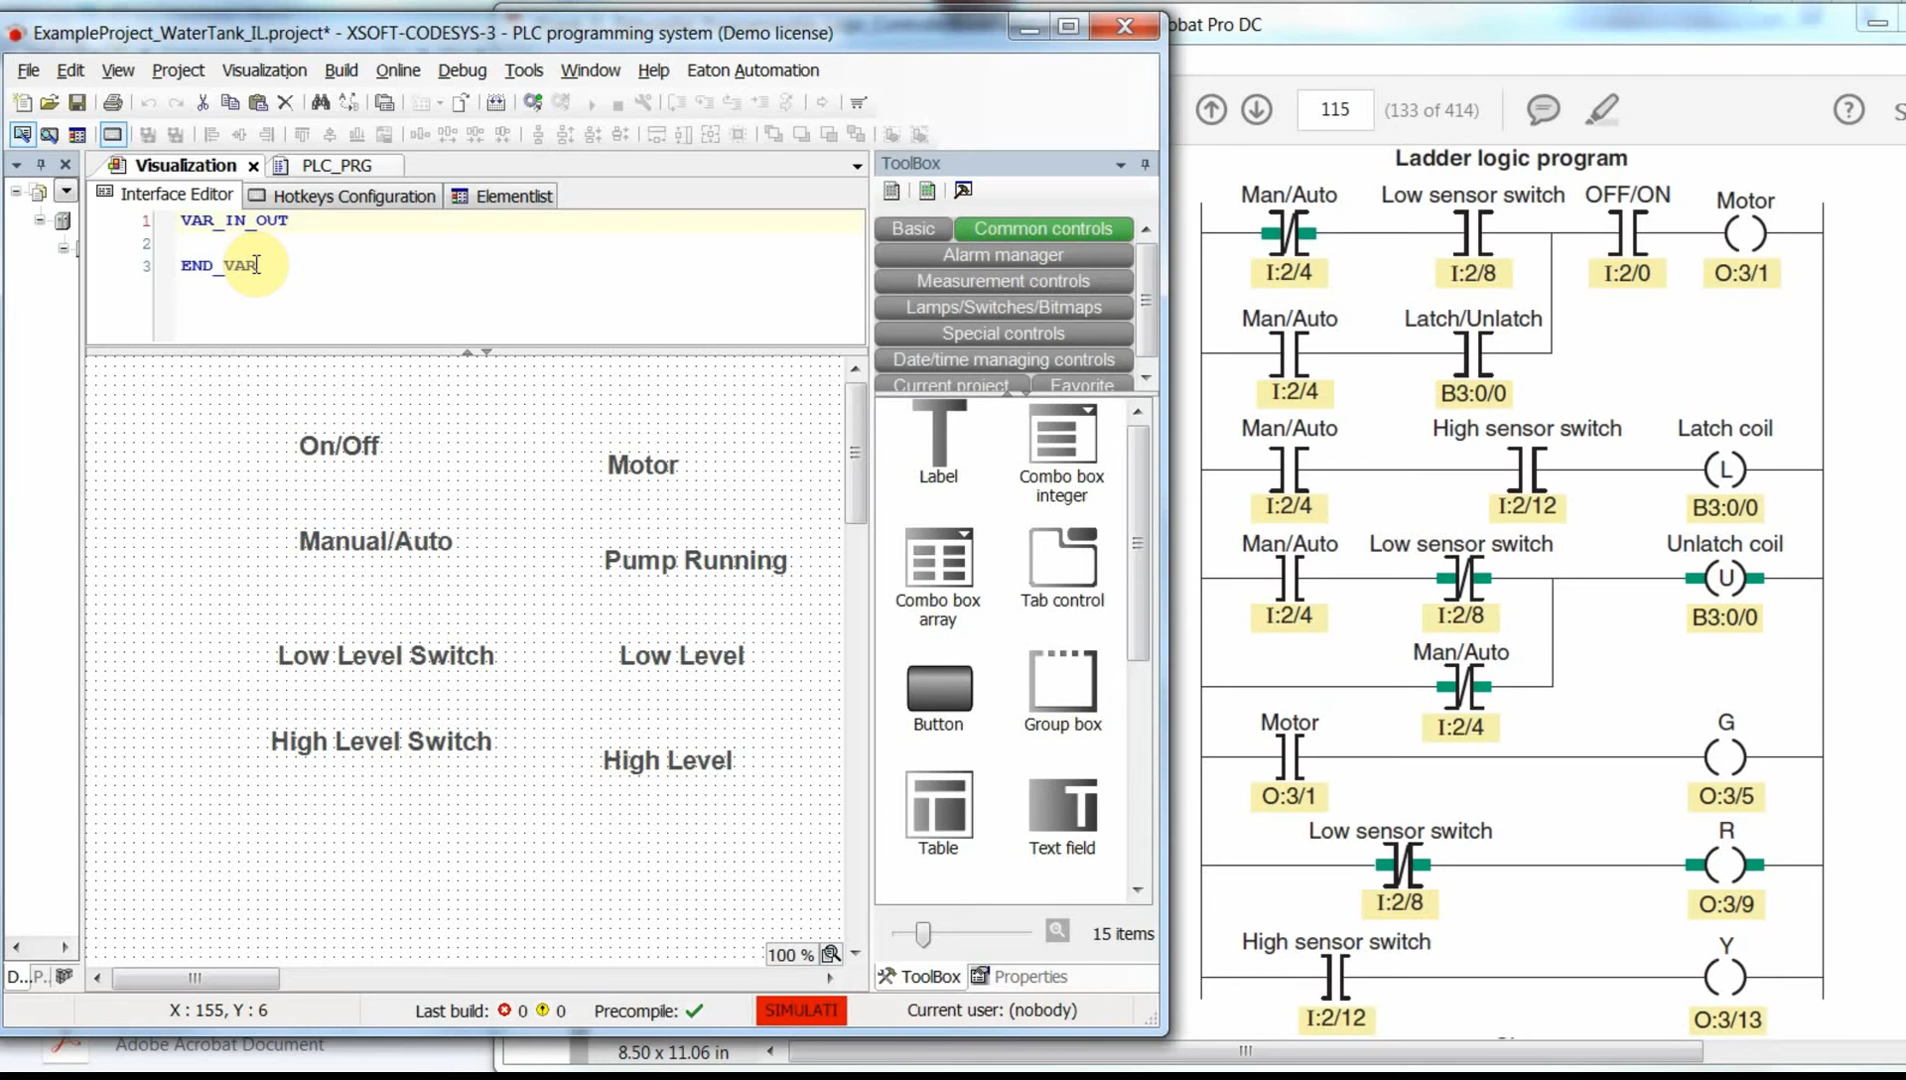 ExampleProject_WaterTank_IL.project* - XSOFT-CODESYS-3 - PLC programming system (Demo license)
File Edit View Project Visualization Build Online Debug Tools Window Help Eaton Automation
Visualization PLC_PRG
Interface Editor Hotkeys Configuration Elementlist
1 VAR_IN_OUT
2
3 END_VAR
On/Off
Motor
Manual/Auto
Pump Running
Low Level Switch
Low Level
High Level Switch
High Level
100 %
D... P..
ToolBox
Basic Common controls
Alarm manager
Measurement controls
Lamps/Switches/Bitmaps
Special controls
Date/time managing controls
Current project Favorite
Label
Combo box
integer
Combo box
array
Tab control
Button
Group box
Table
Text field
15 items
ToolBox Properties
X : 155, Y : 6
Last build: 0 0
Precompile:
SIMULATI
Current user: (nobody)
Adobe Acrobat Document
8.50 x 11.06 in
obat Pro DC
115 (133 of 414)
S
Ladder logic program
Man/Auto Low sensor switch OFF/ON Motor
I:2/4 I:2/8 I:2/0 O:3/1
Man/Auto Latch/Unlatch
I:2/4 B3:0/0
Man/Auto High sensor switch Latch coil
L
I:2/4 I:2/12 B3:0/0
Man/Auto Low sensor switch Unlatch coil
U
I:2/4 I:2/8 B3:0/0
Man/Auto
I:2/4
Motor G
O:3/1 O:3/5
Low sensor switch R
I:2/8 O:3/9
High sensor switch Y
I:2/12 O:3/13